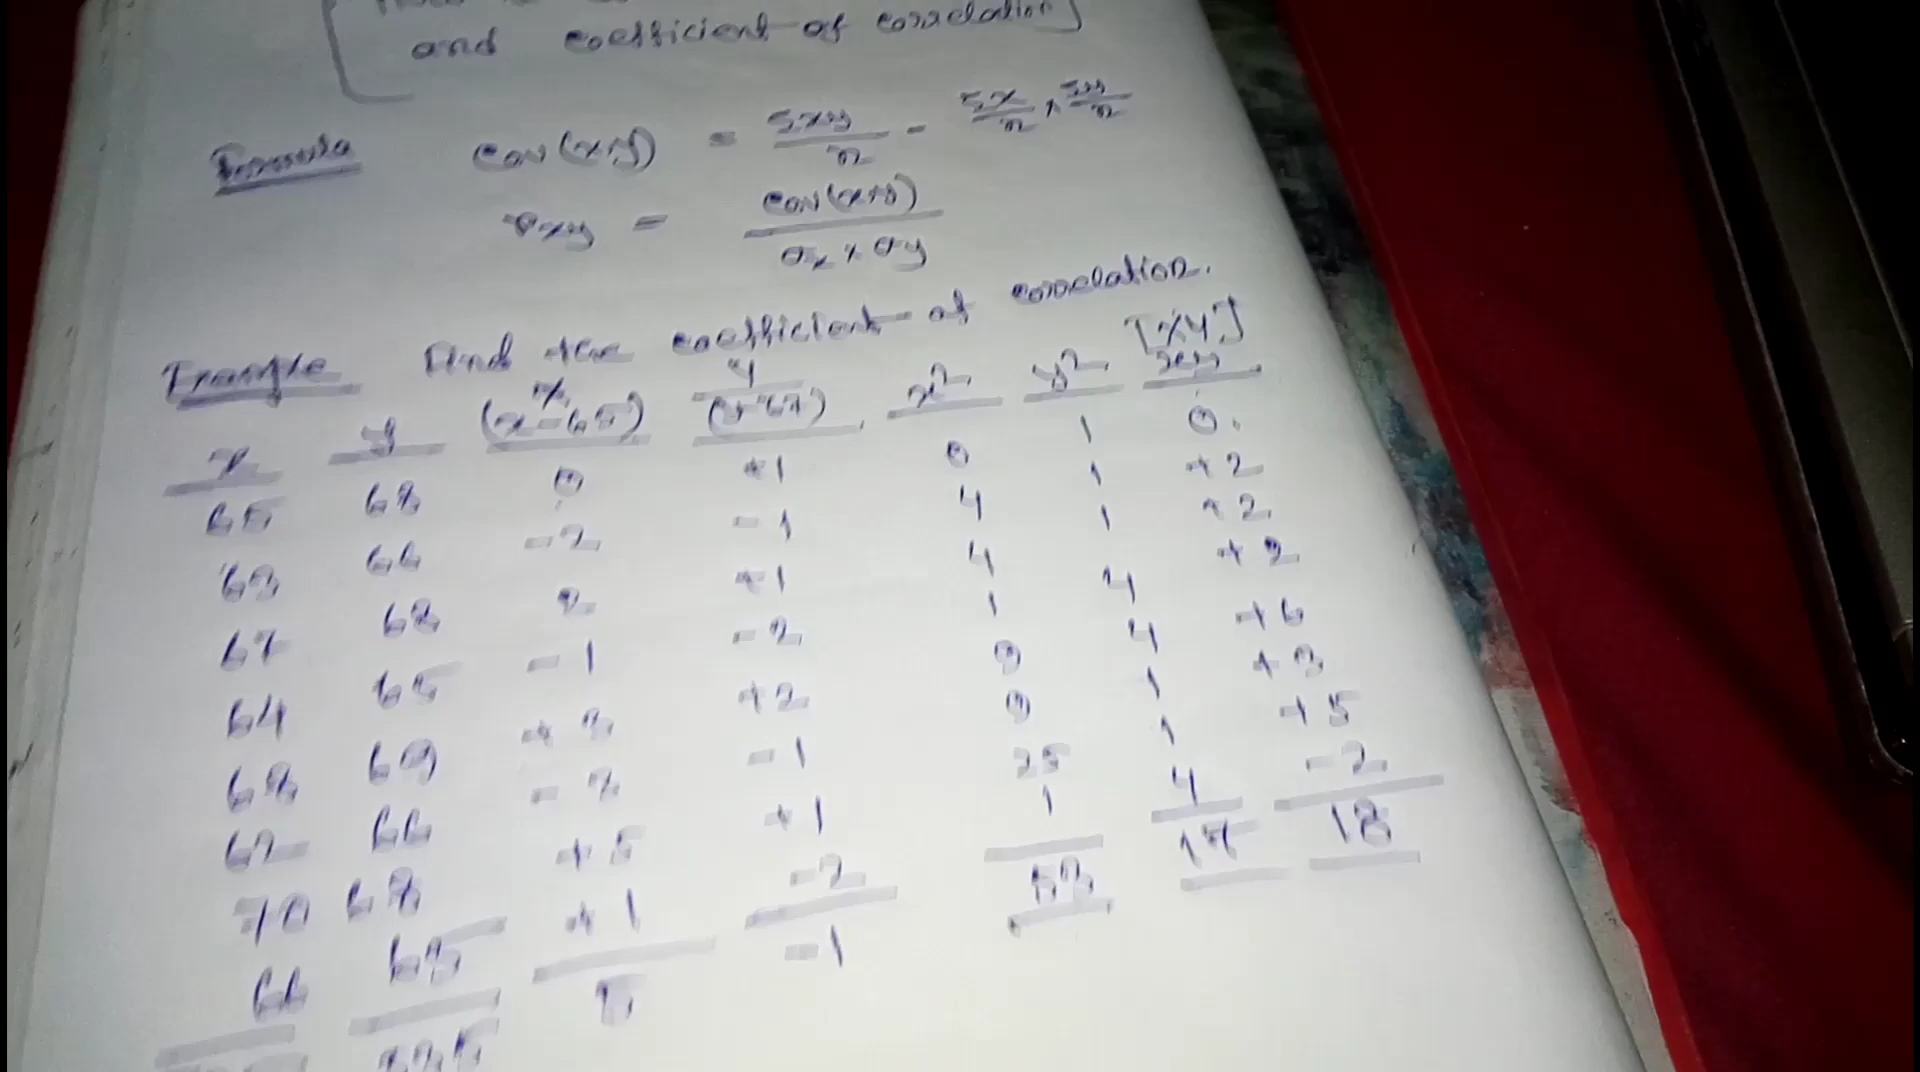 and coefficient of correlation]
Formula cov(x,y) = Σxy/n - Σx/n × Σy/n
rxy = cov(x,y)/σx × σy
Example Find the coefficient of correlation.
x y X (x-65) Y (y-67) x² y² [XY] xy
65 68 0 +1 0 1 0.
63 66 -2 -1 4 1 +2
67 68 2 +1 4 1 +2
64 65 -1 -2 1 4 +2
68 69 +3 +2 9 4 +6
62 66 -3 -1 9 1 +3
70 68 +5 +1 25 1 +5
66 65 +1 -2 1 4 -2
5 -1 53 17 18